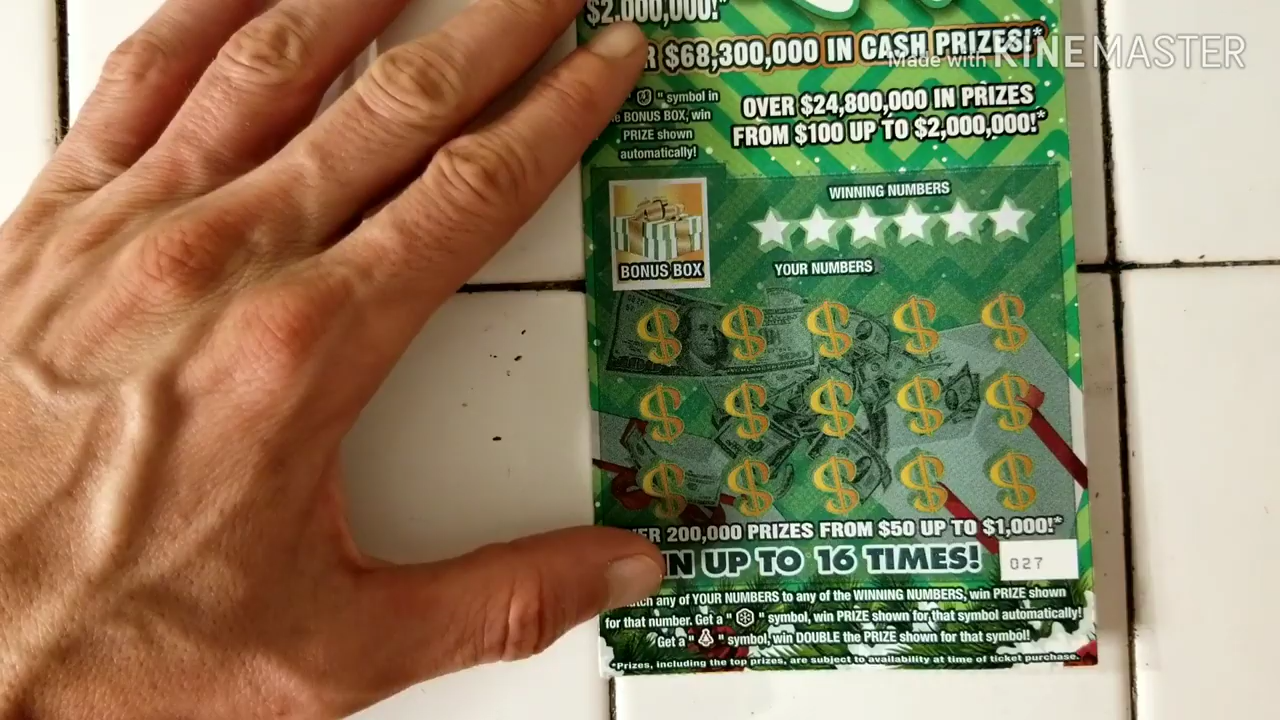 $2,000,000!*
R $68,300,000 IN CASH PRIZES!*
Made with KINEMASTER
" symbol in
BONUS BOX, win
PRIZE shown
automatically!
OVER $24,800,000 IN PRIZES
FROM $100 UP TO $2,000,000!*
BONUS BOX
WINNING NUMBERS
YOUR NUMBERS
$ $ $ $ $
$ $ $ $ $
$ $ $ $ $
ER 200,000 PRIZES FROM $50 UP TO $1,000!*
IN UP TO 16 TIMES!
027
tch any of YOUR NUMBERS to any of the WINNING NUMBERS, win PRIZE shown
for that number. Get a " " symbol, win PRIZE shown for that symbol automatically!
Get a " " symbol, win DOUBLE the PRIZE shown for that symbol!
*Prizes, including the top prizes, are subject to availability at time of ticket purchase.